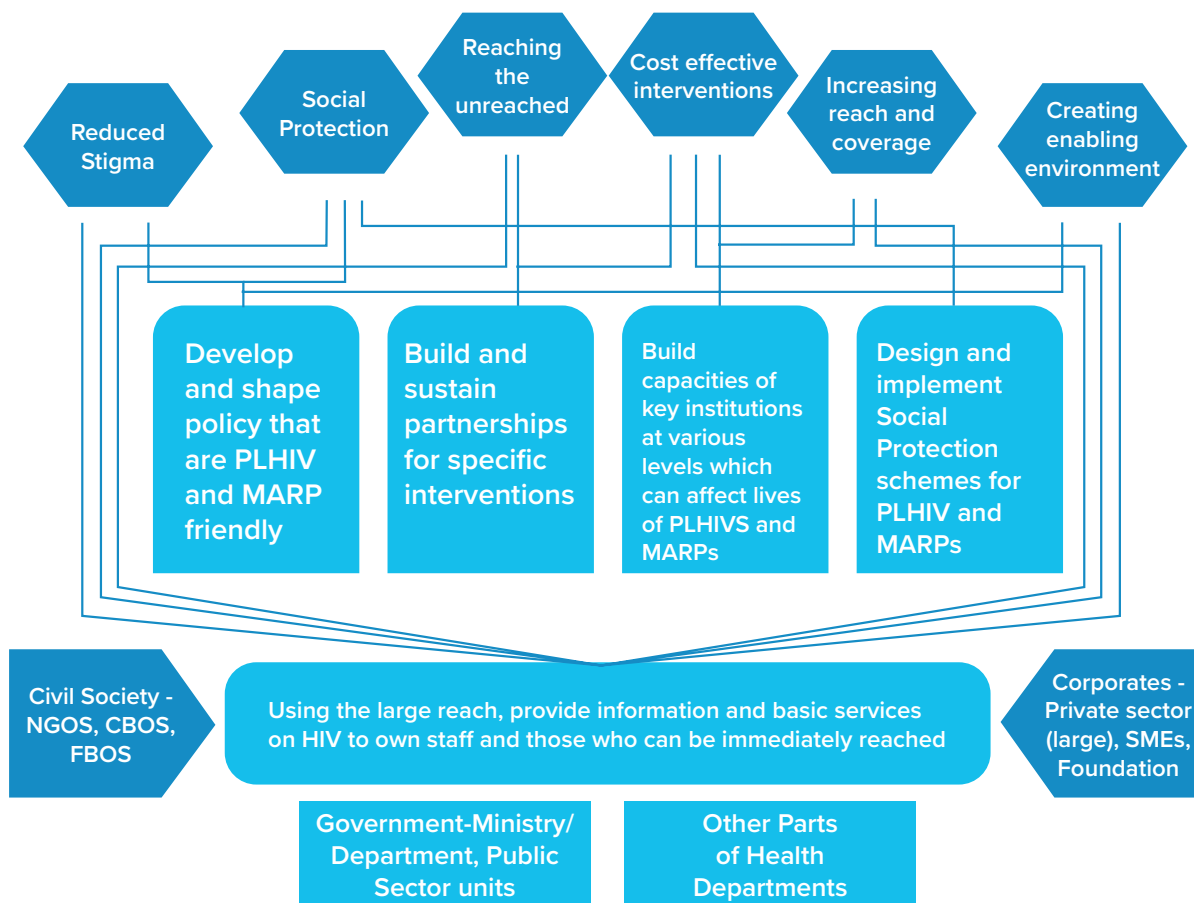 Reduced
Stigma
Social
Protection
Reaching
the
unreached
Cost effective
interventions
Increasing
reach and
coverage
Creating
enabling
environment
Develop
and shape
policy that
are PLHIV
and MARP
friendly
Build and
sustain
partnerships
for specific
interventions
Build
capacities of
key institutions
at various
levels which
can affect lives
of PLHIVS and
MARPs
Design and
implement
Social
Protection
schemes for
PLHIV and
MARPs
Civil Society -
NGOS, CBOS,
FBOS
Using the large reach, provide information and basic services
on HIV to own staff and those who can be immediately reached
Corporates -
Private sector
(large), SMEs,
Foundation
Government-Ministry/
Department, Public
Sector units
Other Parts
of Health
Departments